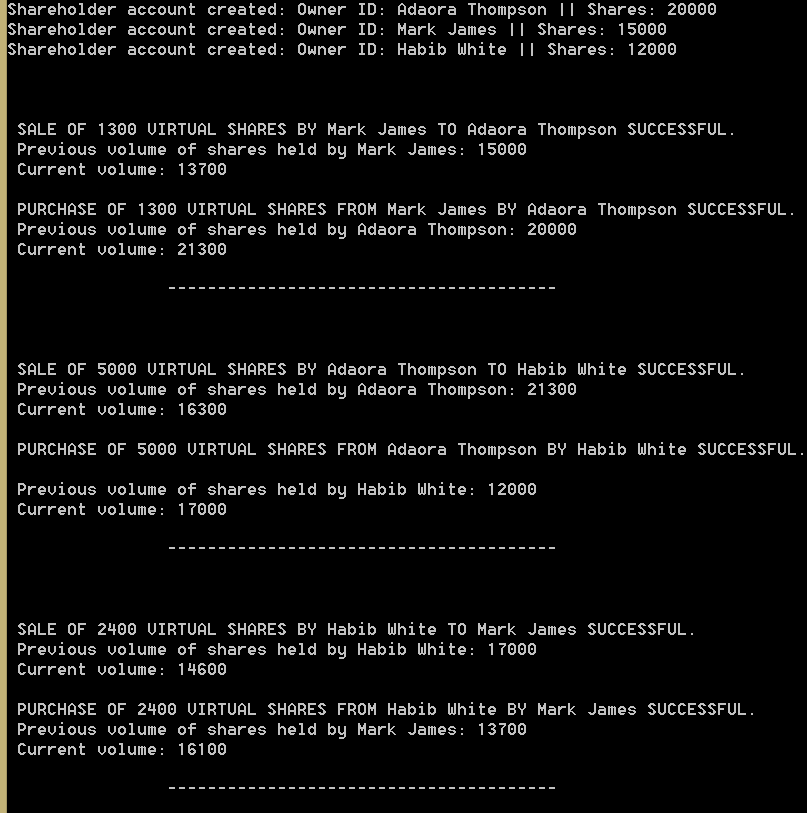 Shareholder account created: Owner ID: Adaora Thompson || Shares: 20000
Shareholder account created: Owner ID: Mark James || Shares: 15000
Shareholder account created: Owner ID: Habib White || Shares: 12000
SALE OF 1300 VIRTUAL SHARES BY Mark James TO Adaora Thompson SUCCESSFUL.
Previous volume of shares held by Mark James: 15000
Current volume: 13700
PURCHASE OF 1300 VIRTUAL SHARES FROM Mark James BY Adaora Thompson SUCCESSFUL.
Previous volume of shares held by Adaora Thompson: 20000
Current volume: 21300
---------------------------------------
SALE OF 5000 VIRTUAL SHARES BY Adaora Thompson TO Habib White SUCCESSFUL.
Previous volume of shares held by Adaora Thompson: 21300
Current volume: 16300
PURCHASE OF 5000 VIRTUAL SHARES FROM Adaora Thompson BY Habib White SUCCESSFUL.
Previous volume of shares held by Habib White: 12000
Current volume: 17000
---------------------------------------
SALE OF 2400 VIRTUAL SHARES BY Habib White TO Mark James SUCCESSFUL.
Previous volume of shares held by Habib White: 17000
Current volume: 14600
PURCHASE OF 2400 VIRTUAL SHARES FROM Habib White BY Mark James SUCCESSFUL.
Previous volume of shares held by Mark James: 13700
Current volume: 16100
---------------------------------------